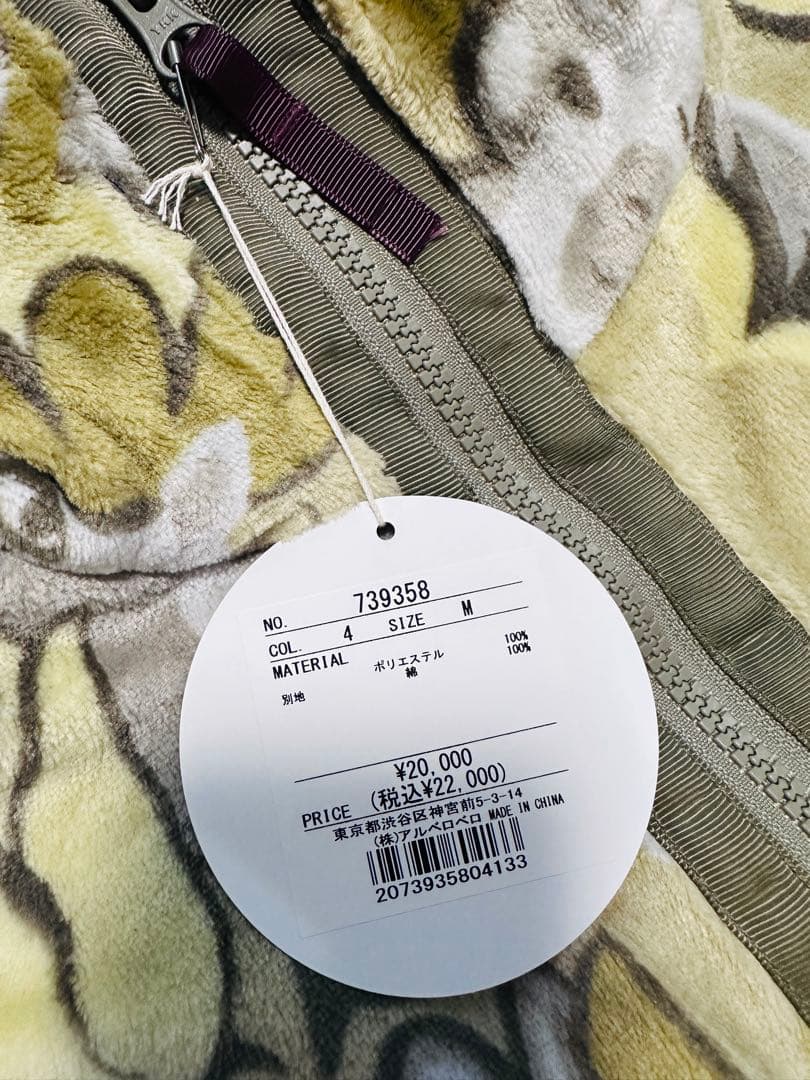 YKK
NO. 739358
COL. 4 SIZE M
MATERIAL ポリエステル 100%
綿 100%
別地
¥20,000
PRICE (税込¥22,000)
東京都渋谷区神宮前5-3-14
(株)アルベロベロ MADE IN CHINA
2073935804133